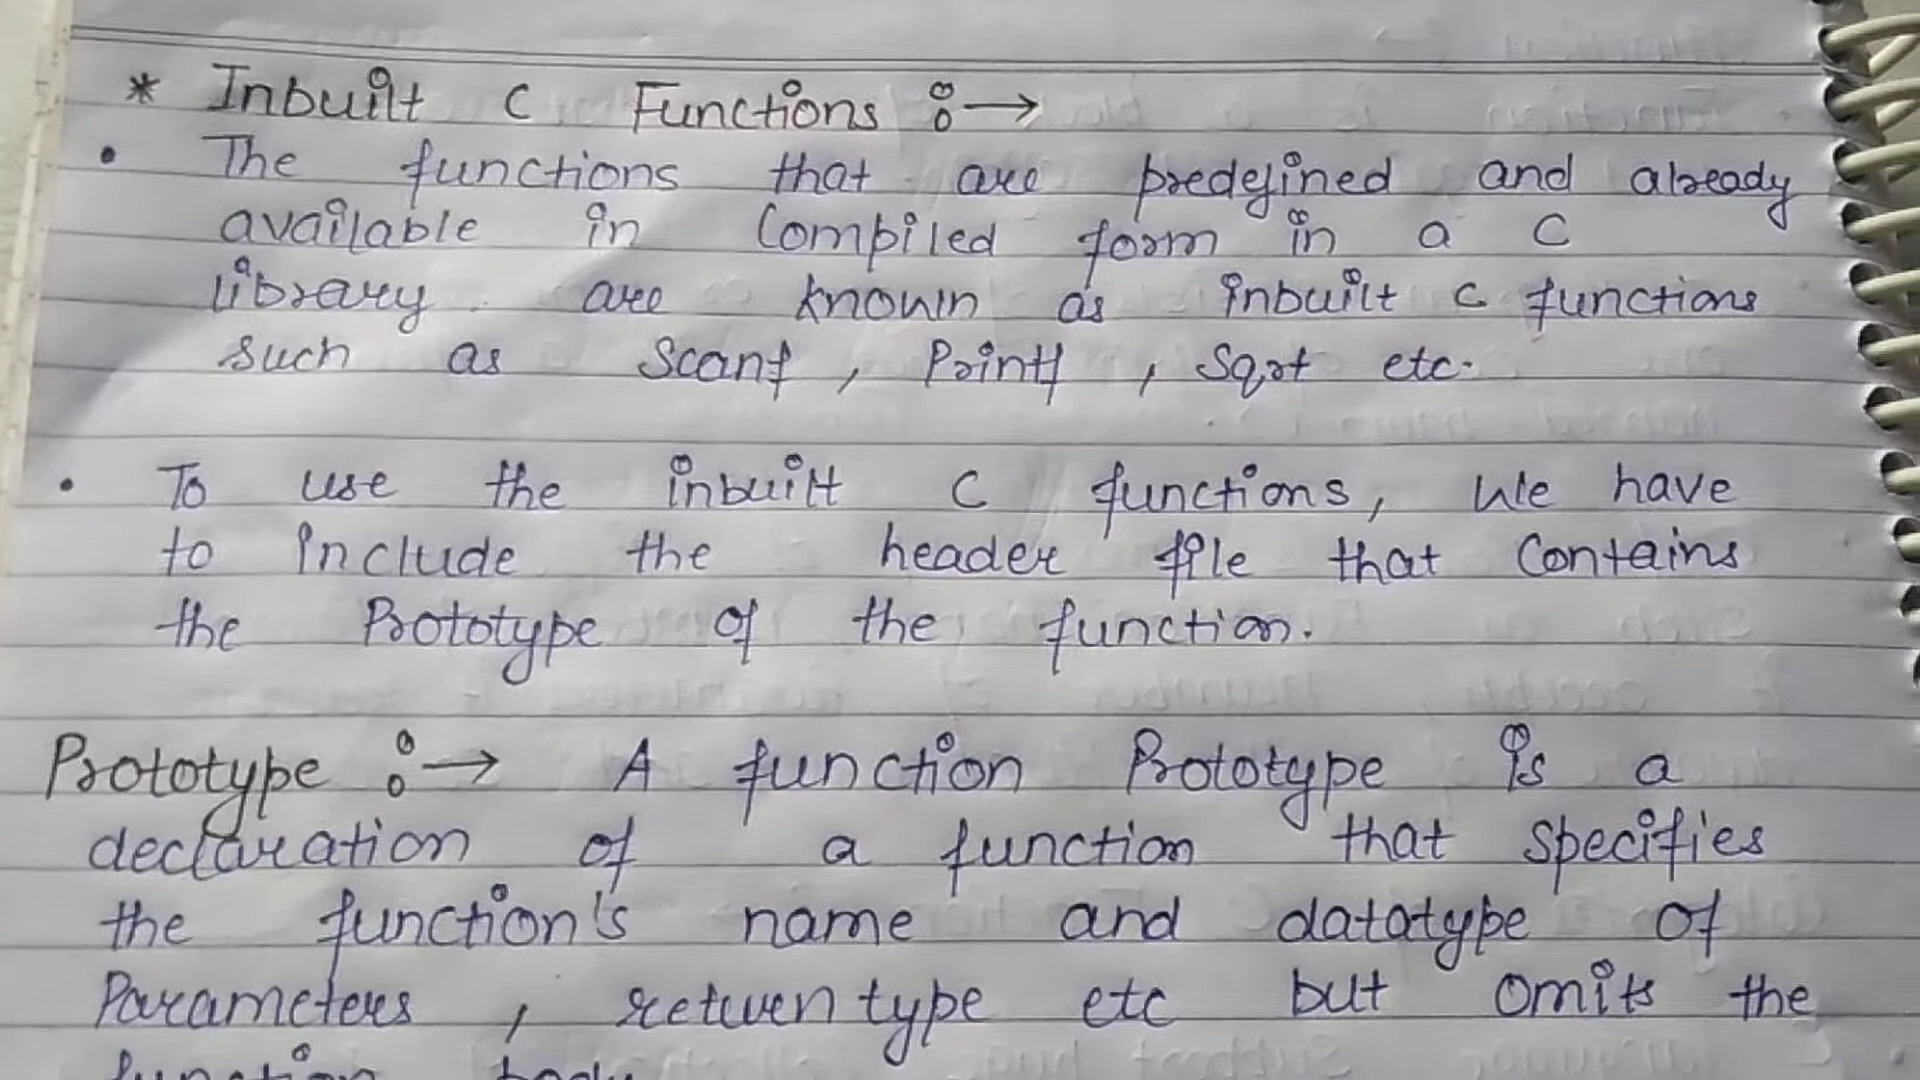 * Inbuilt C Functions :→
• The functions that are predefined and already
available in Compiled form in a C
library are known as inbuilt C functions
such as Scanf, Printf, Sqrt etc.
• To use the inbuilt C functions, We have
to include the header file that Contains
the Prototype of the function.
Prototype :→ A function Prototype is a
declaration of a function that specifies
the function's name and datatype of
Parameters, return type etc but omits the
function body